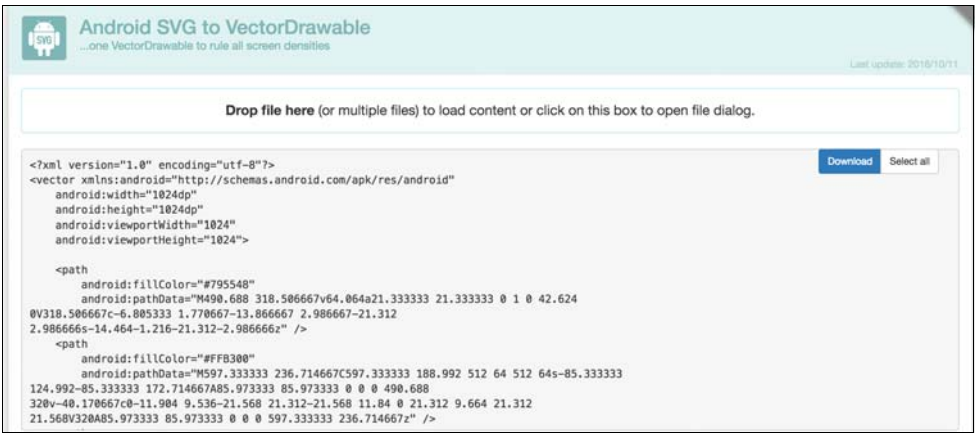 SVG
Android SVG to VectorDrawable
...one VectorDrawable to rule all screen densities
Last update: 2016/10/11
Drop file here (or multiple files) to load content or click on this box to open file dialog.
Download Select all
<?xml version="1.0" encoding="utf-8"?>
<vector xmlns:android="http://schemas.android.com/apk/res/android"
    android:width="1024dp"
    android:height="1024dp"
    android:viewportWidth="1024"
    android:viewportHeight="1024">

    <path
        android:fillColor="#795548"
        android:pathData="M490.688 318.506667v64.064a21.333333 21.333333 0 1 0 42.624
0V318.506667c-6.805333 1.770667-13.866667 2.986667-21.312
2.986666s-14.464-1.216-21.312-2.986666z" />
    <path
        android:fillColor="#FFB300"
        android:pathData="M597.333333 236.714667C597.333333 188.992 512 64 512 64s-85.333333
124.992-85.333333 172.714667A85.973333 85.973333 0 0 0 490.688
320v-40.170667c0-11.904 9.536-21.568 21.312-21.568 11.84 0 21.312 9.664 21.312
21.568V320A85.973333 85.973333 0 0 0 597.333333 236.714667z" />